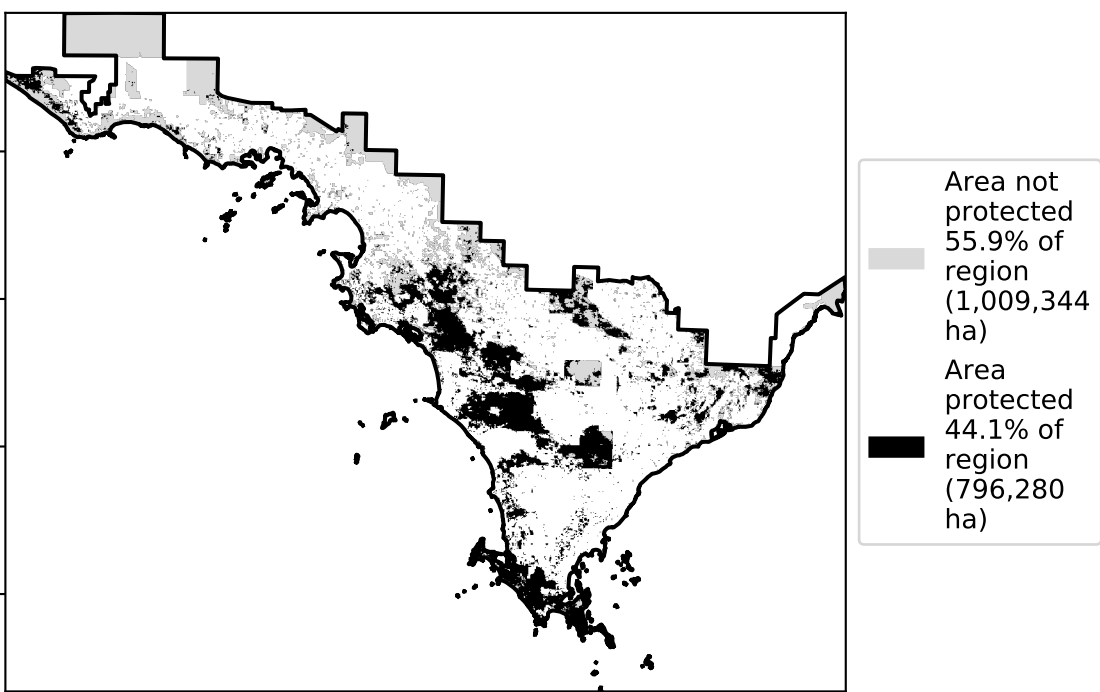 Area not
protected
55.9% of
region
(1,009,344
ha)
Area
protected
44.1% of
region
(796,280
ha)